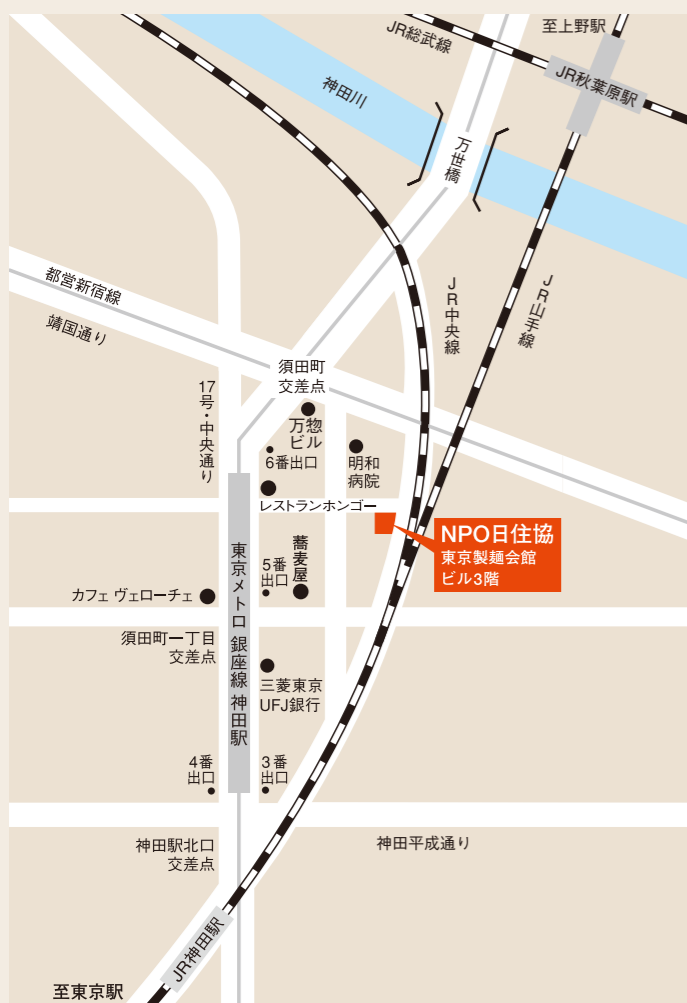 至上野駅
JR総武線
JR秋葉原駅
神田川
万世橋
都営新宿線
靖国通り
JR中央線
JR山手線
須田町
交差点
17号・中央通り
万惣
ビル
6番出口
明和
病院
レストランホンゴー
NPO日住協
東京製麺会館
ビル3階
東京メトロ 銀座線 神田駅
5番
出口
蕎麦屋
カフェ ヴェローチェ
須田町一丁目
交差点
三菱東京
UFJ銀行
4番
出口
3番
出口
神田駅北口
交差点
神田平成通り
JR神田駅
至東京駅